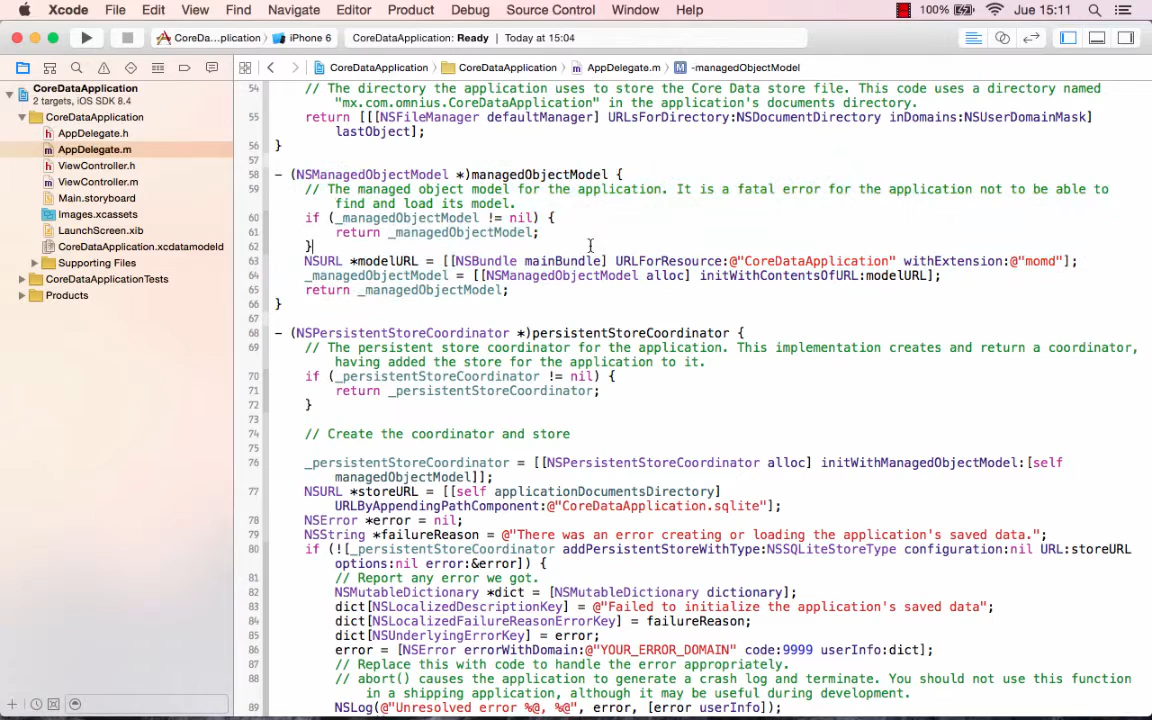 Xcode File Edit View Find Navigate Editor Product Debug Source Control Window Help 100% Jue 15:11
CoreDa...plication iPhone 6 CoreDataApplication: Ready Today at 15:04
CoreDataApplication CoreDataApplication AppDelegate.m M -managedObjectModel
CoreDataApplication
2 targets, iOS SDK 8.4
CoreDataApplication
h AppDelegate.h
m AppDelegate.m
h ViewController.h
m ViewController.m
Main.storyboard
Images.xcassets
LaunchScreen.xib
CoreDataApplication.xcdatamodeld
Supporting Files
CoreDataApplicationTests
Products
54 // The directory the application uses to store the Core Data store file. This code uses a directory named
"mx.com.omnius.CoreDataApplication" in the application's documents directory.
55 return [[[NSFileManager defaultManager] URLsForDirectory:NSDocumentDirectory inDomains:NSUserDomainMask]
lastObject];
56 }
57
58 - (NSManagedObjectModel *)managedObjectModel {
59 // The managed object model for the application. It is a fatal error for the application not to be able to
find and load its model.
60 if (_managedObjectModel != nil) {
61 return _managedObjectModel;
62 }
63 NSURL *modelURL = [[NSBundle mainBundle] URLForResource:@"CoreDataApplication" withExtension:@"momd"];
64 _managedObjectModel = [[NSManagedObjectModel alloc] initWithContentsOfURL:modelURL];
65 return _managedObjectModel;
66 }
67
68 - (NSPersistentStoreCoordinator *)persistentStoreCoordinator {
69 // The persistent store coordinator for the application. This implementation creates and return a coordinator,
having added the store for the application to it.
70 if (_persistentStoreCoordinator != nil) {
71 return _persistentStoreCoordinator;
72 }
73
74 // Create the coordinator and store
75
76 _persistentStoreCoordinator = [[NSPersistentStoreCoordinator alloc] initWithManagedObjectModel:[self
managedObjectModel]];
77 NSURL *storeURL = [[self applicationDocumentsDirectory]
URLByAppendingPathComponent:@"CoreDataApplication.sqlite"];
78 NSError *error = nil;
79 NSString *failureReason = @"There was an error creating or loading the application's saved data.";
80 if (![_persistentStoreCoordinator addPersistentStoreWithType:NSSQLiteStoreType configuration:nil URL:storeURL
options:nil error:&error]) {
81 // Report any error we got.
82 NSMutableDictionary *dict = [NSMutableDictionary dictionary];
83 dict[NSLocalizedDescriptionKey] = @"Failed to initialize the application's saved data";
84 dict[NSLocalizedFailureReasonErrorKey] = failureReason;
85 dict[NSUnderlyingErrorKey] = error;
86 error = [NSError errorWithDomain:@"YOUR_ERROR_DOMAIN" code:9999 userInfo:dict];
87 // Replace this with code to handle the error appropriately.
88 // abort() causes the application to generate a crash log and terminate. You should not use this function
in a shipping application, although it may be useful during development.
89 NSLog(@"Unresolved error %@, %@", error, [error userInfo]);